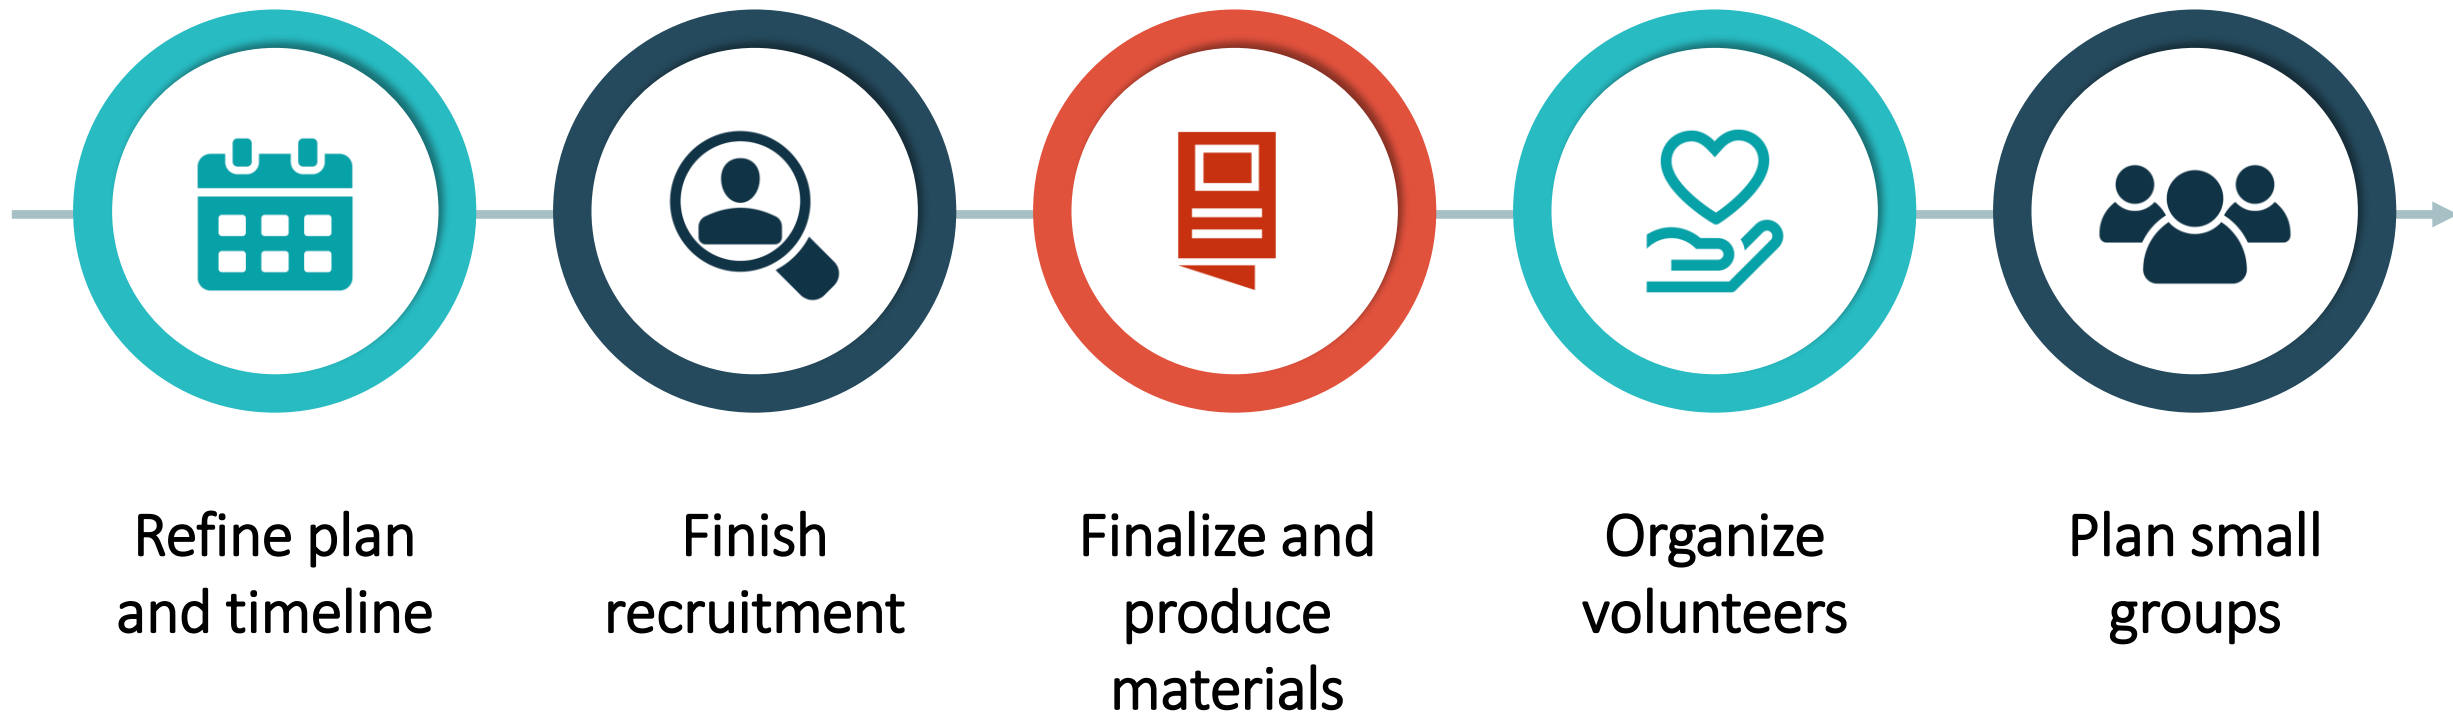 Refine plan
and timeline
Finish
recruitment
Finalize and
produce
materials
Organize
volunteers
Plan small
groups